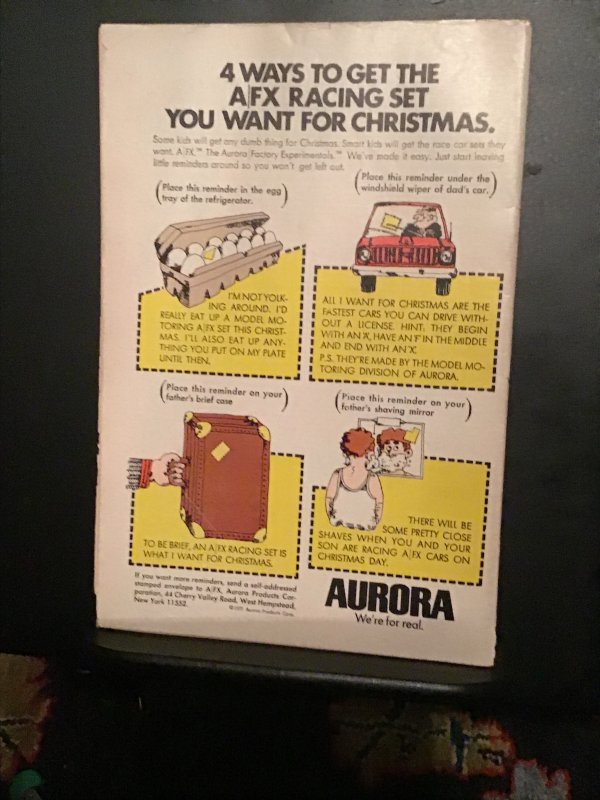 4 WAYS TO GET THE
A/FX RACING SET
YOU WANT FOR CHRISTMAS.
Some kids will get any dumb thing for Christmas. Smart kids will get the race car sets they
want. A/FX.™ The Aurora Factory Experimentals.™ We've made it easy. Just start leaving
little reminders around so you won't get left out.
(Place this reminder in the egg
tray of the refrigerator.)
(Place this reminder under the
windshield wiper of dad's car.)
I'M NOT YOLK-
ING AROUND. I'D
REALLY EAT UP A MODEL MO-
TORING A/FX SET THIS CHRIST-
MAS. I'LL ALSO EAT UP ANY-
THING YOU PUT ON MY PLATE
UNTIL THEN.
ALL I WANT FOR CHRISTMAS ARE THE
FASTEST CARS YOU CAN DRIVE WITH-
OUT A LICENSE. HINT. THEY BEGIN
WITH AN 'A', HAVE AN 'F' IN THE MIDDLE
AND END WITH AN 'X'.
P.S. THEY'RE MADE BY THE MODEL MO-
TORING DIVISION OF AURORA.
(Place this reminder on your
father's brief case)
(Place this reminder on your
father's shaving mirror)
TO BE BRIEF, AN A/FX RACING SET IS
WHAT I WANT FOR CHRISTMAS.
THERE WILL BE
SOME PRETTY CLOSE
SHAVES WHEN YOU AND YOUR
SON ARE RACING A/FX CARS ON
CHRISTMAS DAY.
If you want more reminders, send a self-addressed
stamped envelope to A/FX, Aurora Products Cor-
poration, 44 Cherry Valley Road, West Hempstead,
New York 11552.
Aurora Products Corp.
AURORA
We're for real.